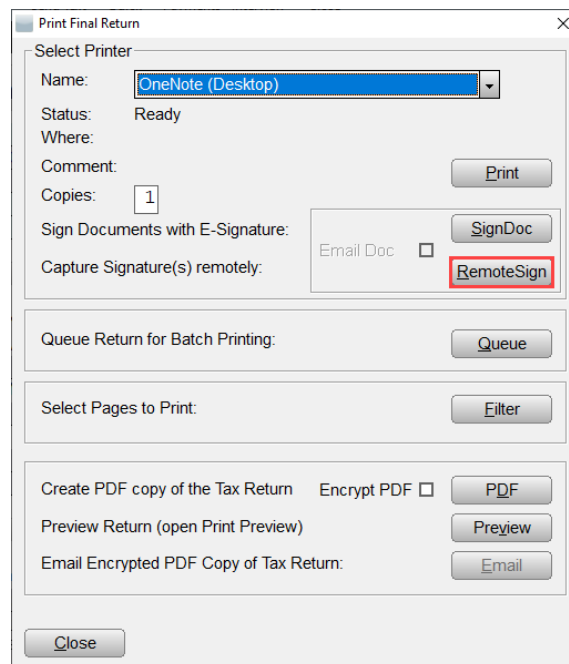 Print Final Return
Select Printer
Name: OneNote (Desktop)
Status: Ready
Where:
Comment:
Print
Copies: 1
Sign Documents with E-Signature: Email Doc SignDoc
Capture Signature(s) remotely: RemoteSign
Queue Return for Batch Printing: Queue
Select Pages to Print: Filter
Create PDF copy of the Tax Return Encrypt PDF PDF
Preview Return (open Print Preview) Preview
Email Encrypted PDF Copy of Tax Return: Email
Close